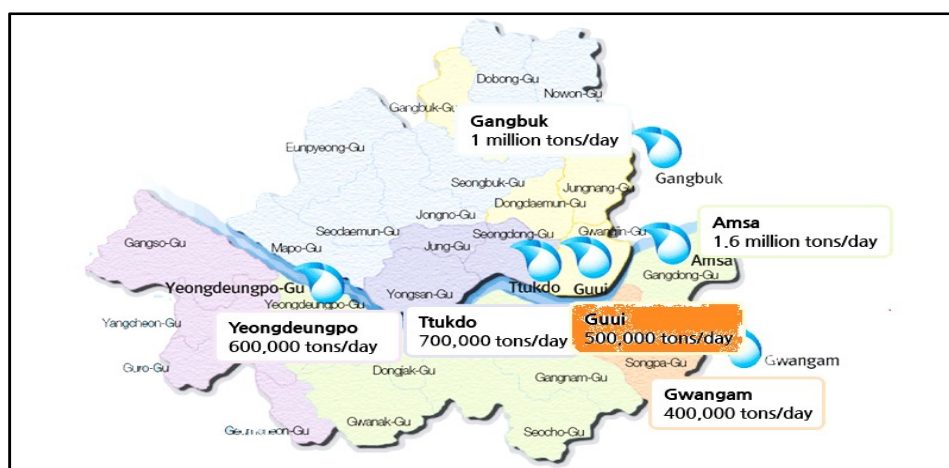 Dobong-Gu
Nowon-Gu
Gangbuk-Gu
Gangbuk
1 million tons/day
Eunpyeong-Gu
Gangbuk
Seongbuk-Gu
Jungnang-Gu
Dongdaemun-Gu
Jongno-Gu
Amsa
1.6 million tons/day
Seodaemun-Gu
Seongdong-Gu
Gwangjin-Gu
Gangso-Gu
Mapo-Gu
Jung-Gu
Amsa
Gangdong-Gu
Yeongdeungpo-Gu
Ttukdo
Guui
Yeongdeungpo-Gu
Yongsan-Gu
Yangcheon-Gu
Yeongdeungpo
600,000 tons/day
Ttukdo
700,000 tons/day
Guui
500,000 tons/day
Gwangam
Guro-Gu
Songpa-Gu
Dongjak-Gu
Gangnam-Gu
Gwangam
400,000 tons/day
Gwanak-Gu
Seocho-Gu